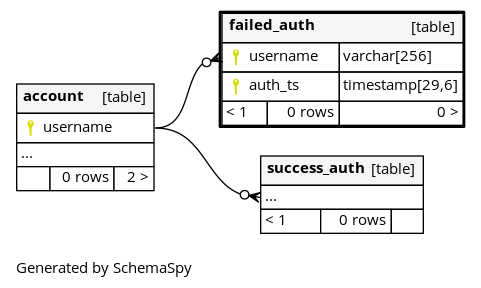 failed_auth [table]
username varchar[256]
auth_ts timestamp[29,6]
< 1 0 rows 0 >
account [table]
username
...
0 rows 2 >
success_auth [table]
...
< 1 0 rows
Generated by SchemaSpy